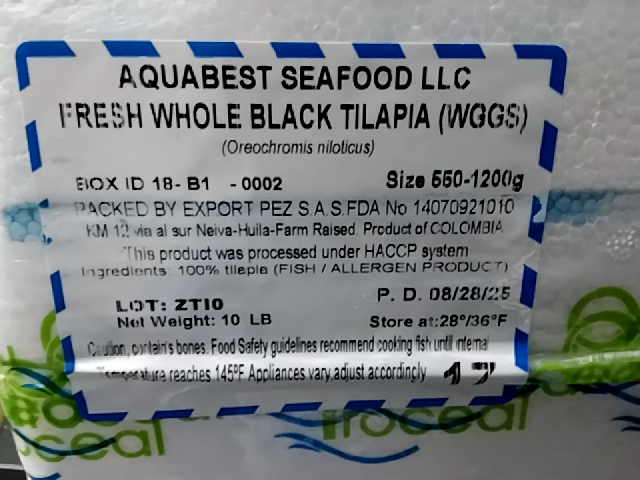 AQUABEST SEAFOOD LLC
FRESH WHOLE BLACK TILAPIA (WGGS)
(Oreochromis niloticus)
BOX ID 18- B1 - 0002 Size 550-1200g
PACKED BY EXPORT PEZ S.A.S.FDA No 14070921010
KM 12 via al sur Neiva-Huila-Farm Raised. Product of COLOMBIA
This product was processed under HACCP system
Ingredients: 100% tilapia (FISH / ALLERGEN PRODUCT)
LOT: ZTI0 P. D. 08/28/25
Net Weight: 10 LB Store at:28°/36°F
Caution, contains bones. Food Safety guidelines recommend cooking fish until internal
Temperature reaches 145°F Appliances vary,adjust accordingly 17